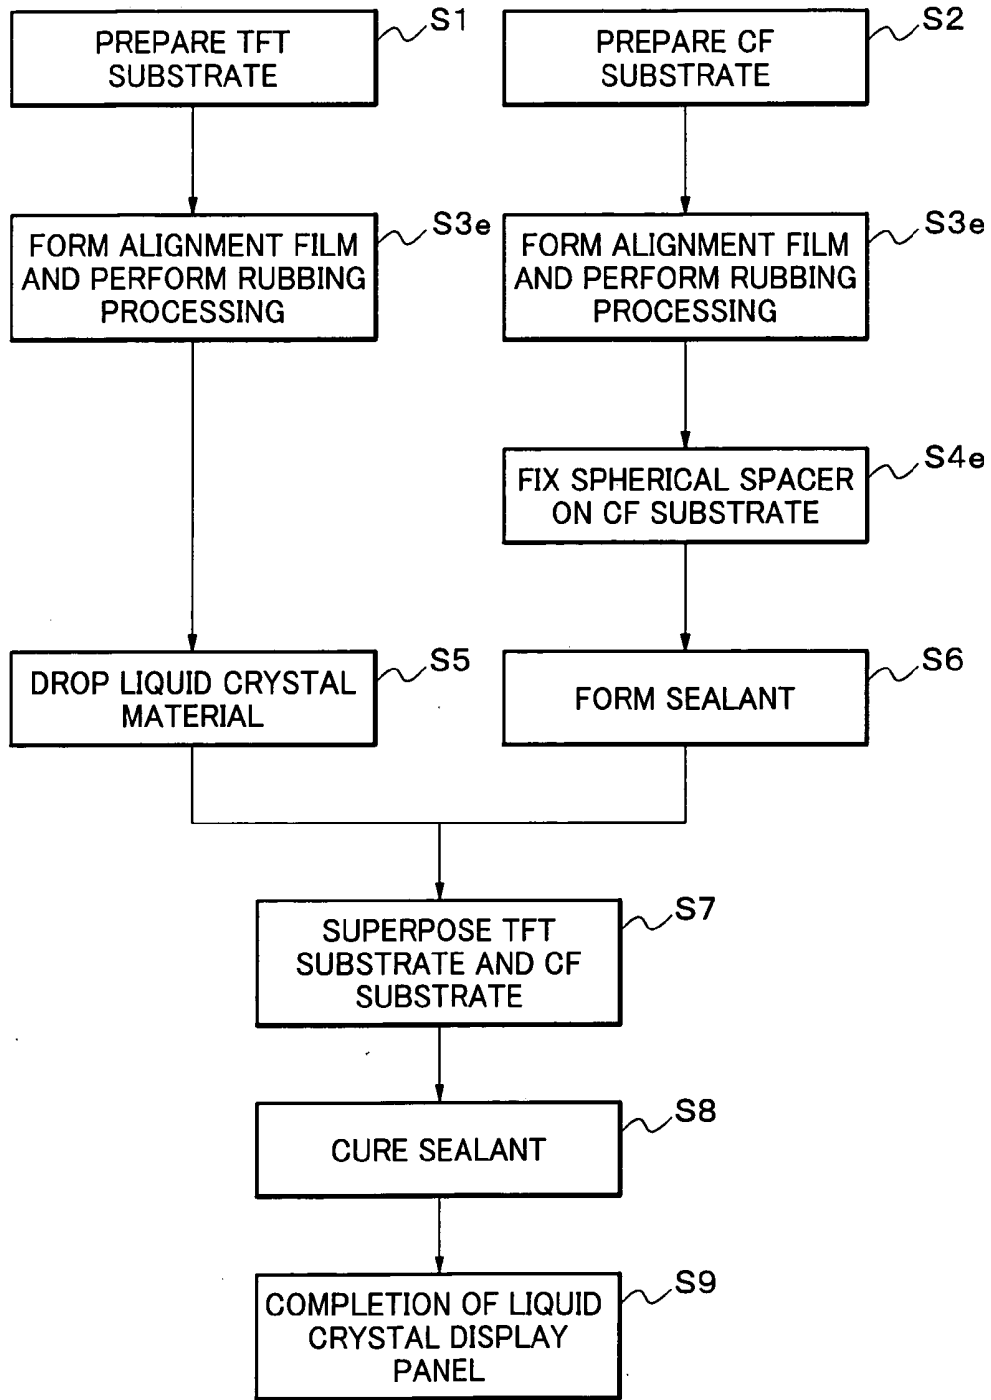 S1
PREPARE TFT
SUBSTRATE
S2
PREPARE CF
SUBSTRATE
S3e
FORM ALIGNMENT FILM
AND PERFORM RUBBING
PROCESSING
S3e
FORM ALIGNMENT FILM
AND PERFORM RUBBING
PROCESSING
S4e
FIX SPHERICAL SPACER
ON CF SUBSTRATE
S5
DROP LIQUID CRYSTAL
MATERIAL
S6
FORM SEALANT
S7
SUPERPOSE TFT
SUBSTRATE AND CF
SUBSTRATE
S8
CURE SEALANT
S9
COMPLETION OF LIQUID
CRYSTAL DISPLAY
PANEL